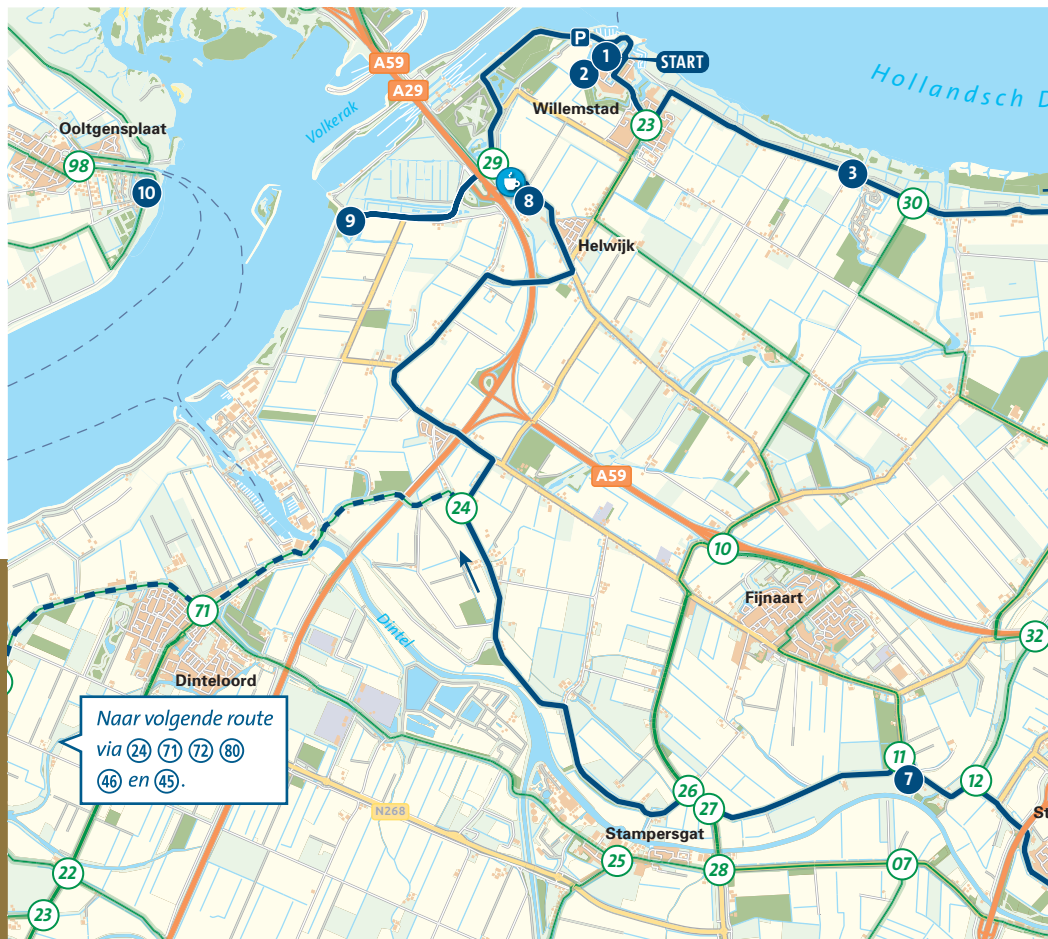 A59
A29
P
1
START
2
Willemstad
23
Hollandsch D
Volkerak
Ooltgensplaat
98
10
29
8
3
30
9
Helwijk
A59
24
10
Fijnaart
32
71
Dintel
Dinteloord
Naar volgende route
via 24 71 72 80
46 en 45.
11
7
12
26
27
St
N268
Stampersgat
25
28
07
22
23